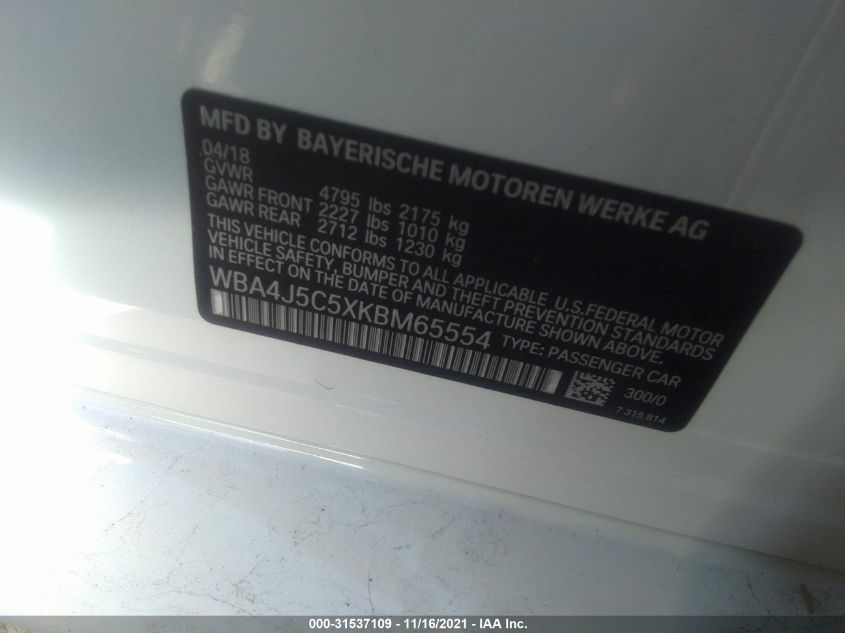 MFD BY BAYERISCHE MOTOREN WERKE AG
04/18
GVWR 4795 lbs 2175 kg
GAWR FRONT 2227 lbs 1010 kg
GAWR REAR 2712 lbs 1230 kg
THIS VEHICLE CONFORMS TO ALL APPLICABLE U.S.FEDERAL MOTOR
VEHICLE SAFETY, BUMPER AND THEFT PREVENTION STANDARDS
IN EFFECT ON THE DATE OF MANUFACTURE SHOWN ABOVE.
WBA4J5C5XKBM65554 TYPE: PASSENGER CAR
300/0
7 315 814
000-31537109 - 11/16/2021 - IAA Inc.